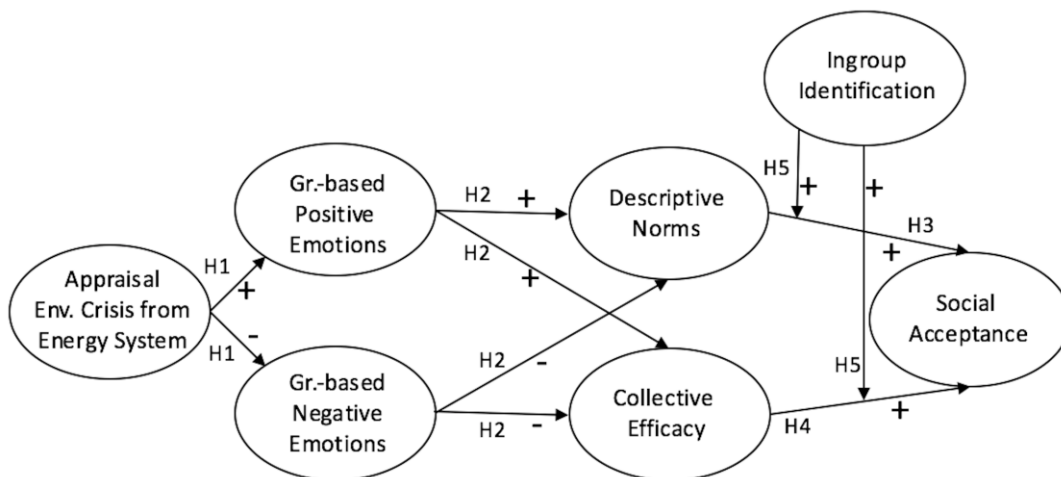 Ingroup
Identification
H5
+
+
Gr.-based
Positive
Emotions
H2
+
Descriptive
Norms
H3
+
H2
+
H1
+
Appraisal
Env. Crisis from
Energy System
-
H1
Social
Acceptance
Gr.-based
Negative
Emotions
H2
-
H2
-
Collective
Efficacy
H5
H4
+